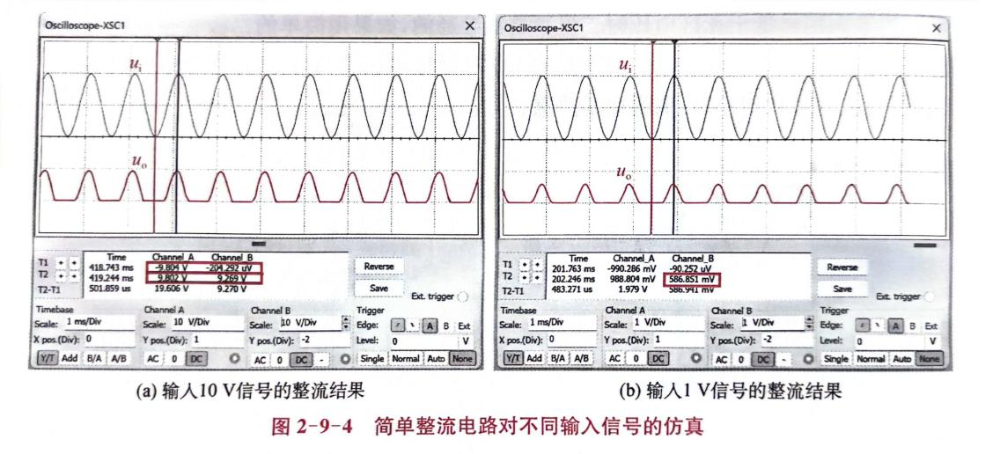 Oscilloscope-XSC1
×
ui
uo
T1
T2
T2-T1
Time Channel_A Channel_B
418.743 ms -9.804 V -204.292 uV
419.244 ms 9.802 V 9.269 V
501.859 us 19.606 V 9.270 V
Reverse
Save
Ext. trigger
Timebase
Scale: 1 ms/Div
X pos.(Div): 0
Y/T Add B/A A/B
Channel A
Scale: 10 V/Div
Y pos.(Div): 1
AC 0 DC
Channel B
Scale: 10 V/Div
Y pos.(Div): -2
AC 0 DC -
Trigger
Edge: A B Ext
Level: 0 V
Single Normal Auto None
(a) 输入10 V信号的整流结果
Oscilloscope-XSC1
×
ui
uo
T1
T2
T2-T1
Time Channel_A Channel_B
201.763 ms -990.286 mV -90.252 uV
202.246 ms 988.804 mV 586.851 mV
483.271 us 1.979 V 586.941 mV
Reverse
Save
Ext. trigger
Timebase
Scale: 1 ms/Div
X pos.(Div): 0
Y/T Add B/A A/B
Channel A
Scale: 1 V/Div
Y pos.(Div): 1
AC 0 DC
Channel B
Scale: 1 V/Div
Y pos.(Div): -2
AC 0 DC -
Trigger
Edge: A B Ext
Level: 0 V
Single Normal Auto None
(b) 输入1 V信号的整流结果
图 2-9-4 简单整流电路对不同输入信号的仿真